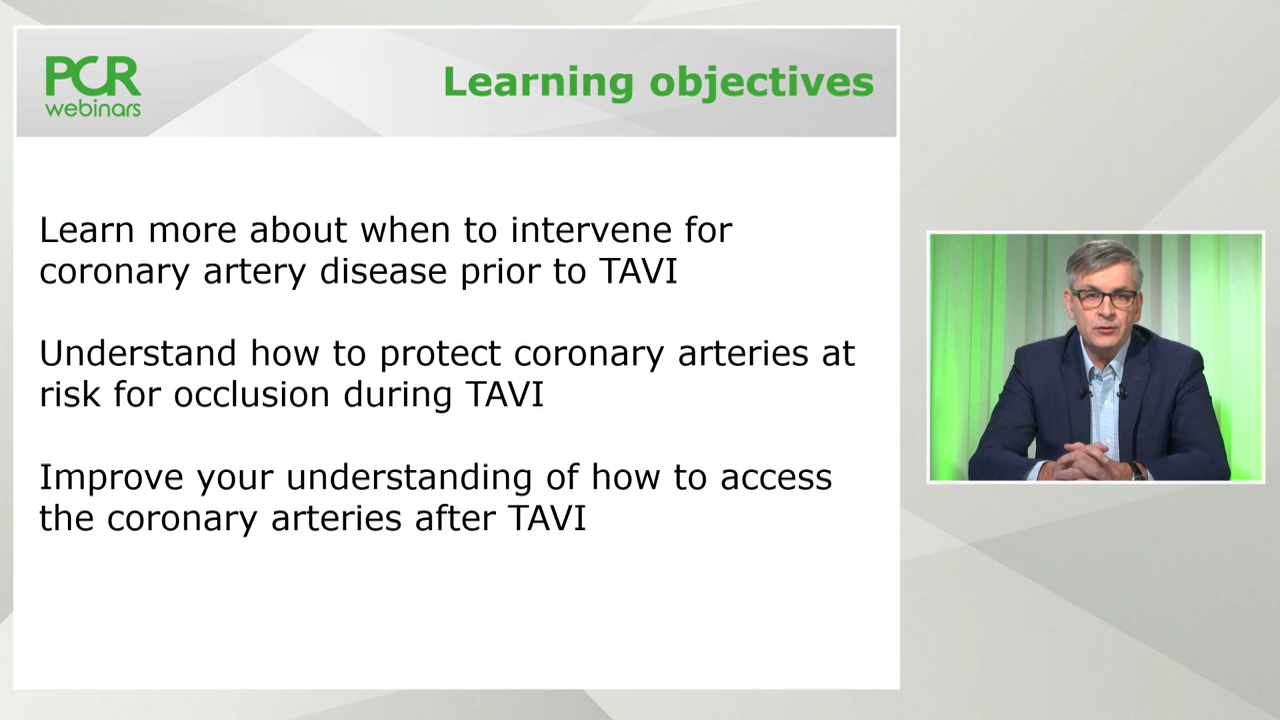 PCR
webinars
Learning objectives
Learn more about when to intervene for
coronary artery disease prior to TAVI
Understand how to protect coronary arteries at
risk for occlusion during TAVI
Improve your understanding of how to access
the coronary arteries after TAVI